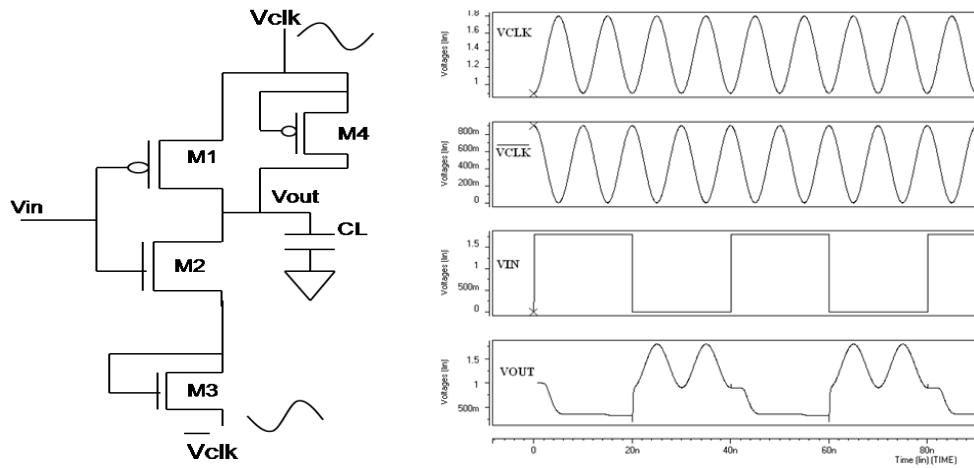 Vclk
M4
M1
Vin
Vout
CL
M2
M3
V̅c̅l̅k̅
Voltages (lin)
1.8
1.6
1.4
1.2
1
VCLK
Voltages (lin)
800m
600m
400m
200m
0
V̅C̅L̅K̅
Voltages (lin)
1.5
1
500m
0
VIN
Voltages (lin)
1.5
1
500m
VOUT
0
20n
40n
60n
80n
Time (lin) (TIME)